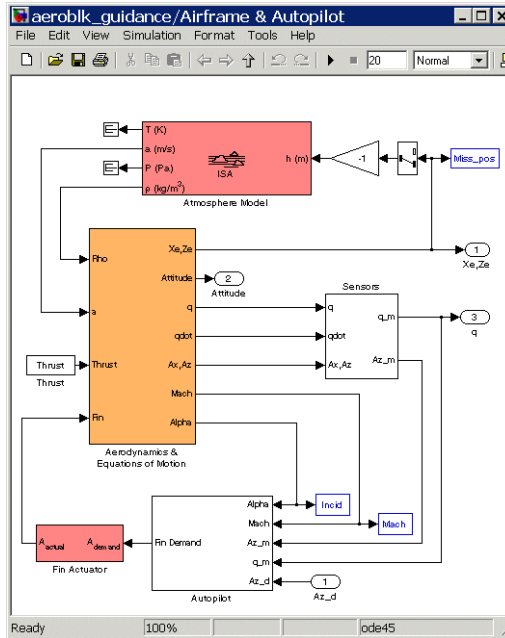 aeroblk_guidance/Airframe & Autopilot
File Edit View Simulation Format Tools Help
20 Normal
T (K)
a (m/s)
P (Pa)
ρ (kg/m³)
ISA
h (m)
-1
Miss_pos
Atmosphere Model
Rho
a
Thrust
Fin
Xe,Ze
Attitude
q
qdot
Ax,Az
Mach
Alpha
Aerodynamics &
Equations of Motion
Thrust
Thrust
1
Xe,Ze
2
Attitude
Sensors
q
qdot
Ax,Az
q_m
Az_m
3
q
Incid
Mach
Alpha
Mach
Az_m
q_m
Az_d
Fin Demand
Autopilot
1
Az_d
A actual
A demand
Fin Actuator
Ready 100% ode45